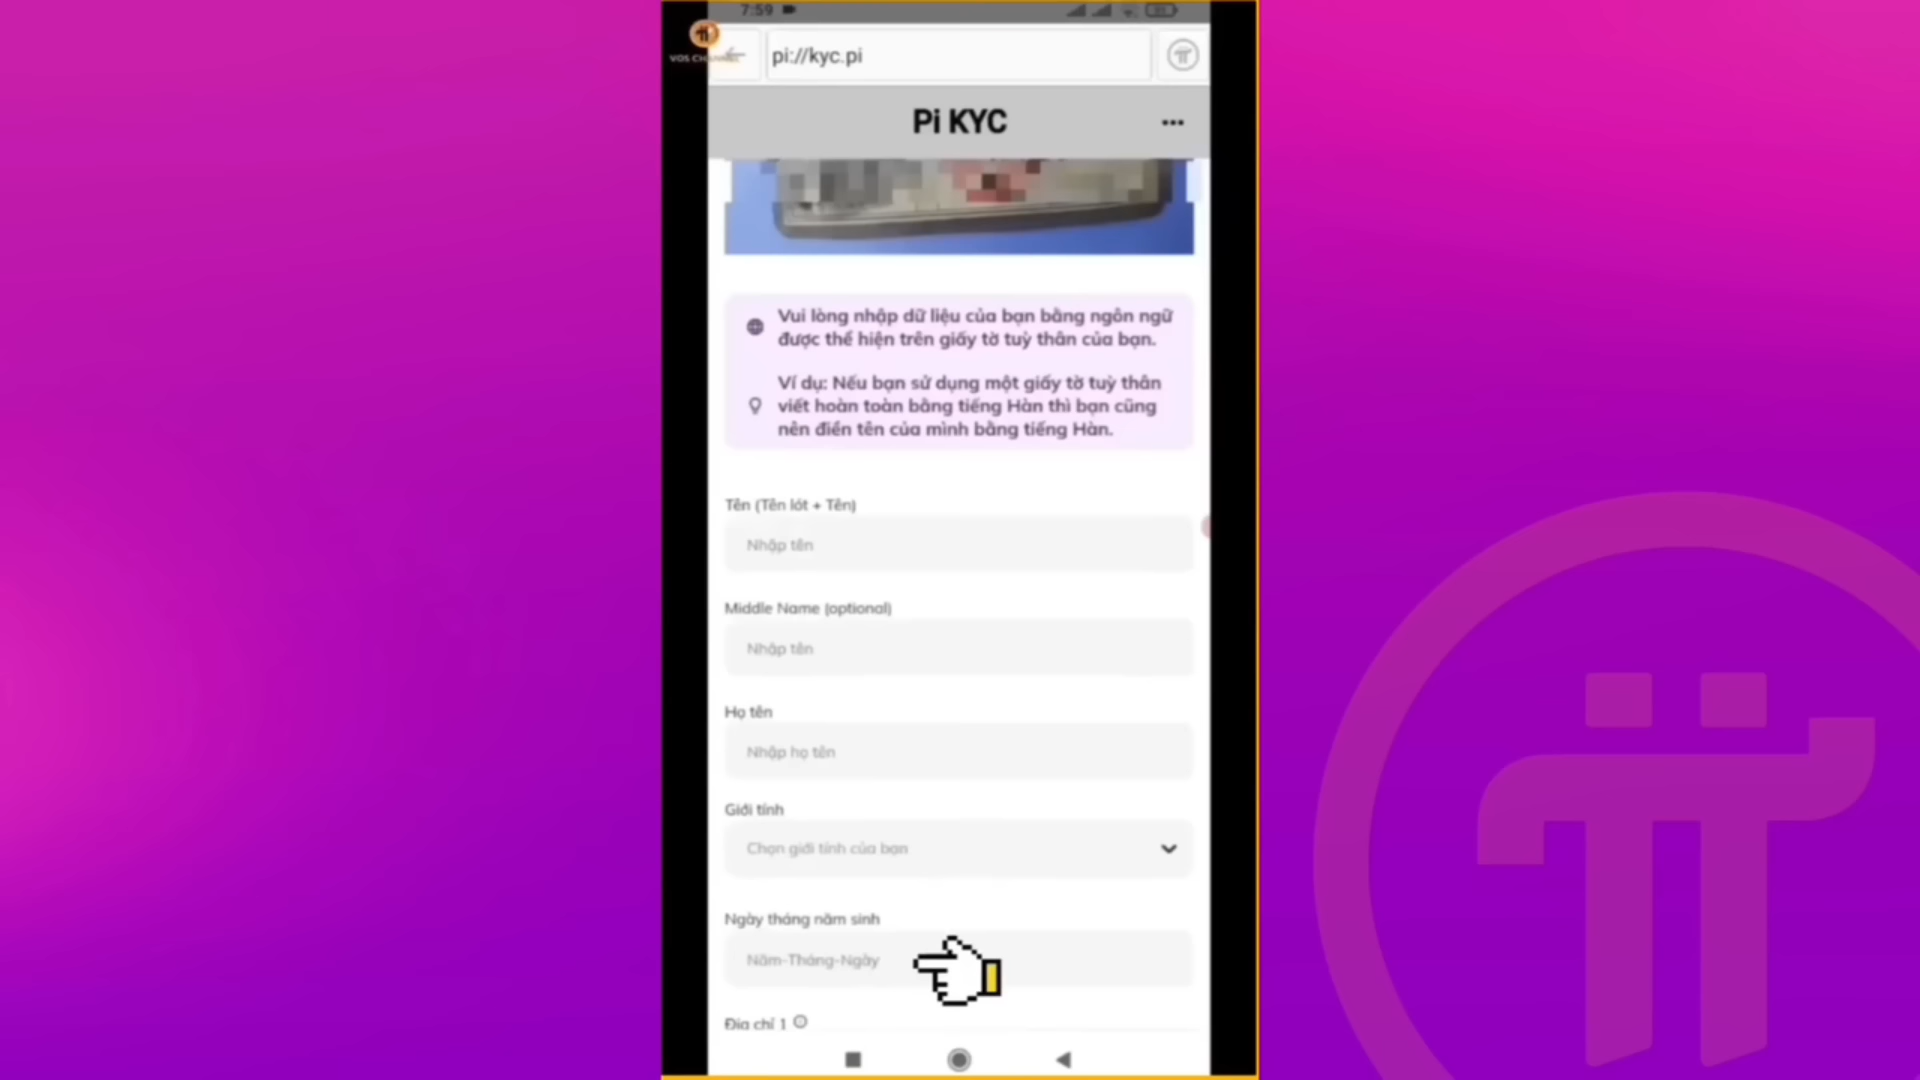 7:59
VOS CHANNEL
pi://kyc.pi
Pi KYC
Vui lòng nhập dữ liệu của bạn bằng ngôn ngữ
được thể hiện trên giấy tờ tuỳ thân của bạn.
Ví dụ: Nếu bạn sử dụng một giấy tờ tuỳ thân
viết hoàn toàn bằng tiếng Hàn thì bạn cũng
nên điền tên của mình bằng tiếng Hàn.
Tên (Tên lót + Tên)
Nhập tên
Middle Name (optional)
Nhập tên
Họ tên
Nhập họ tên
Giới tính
Chọn giới tính của bạn
Ngày tháng năm sinh
Năm-Tháng-Ngày
Địa chỉ 1